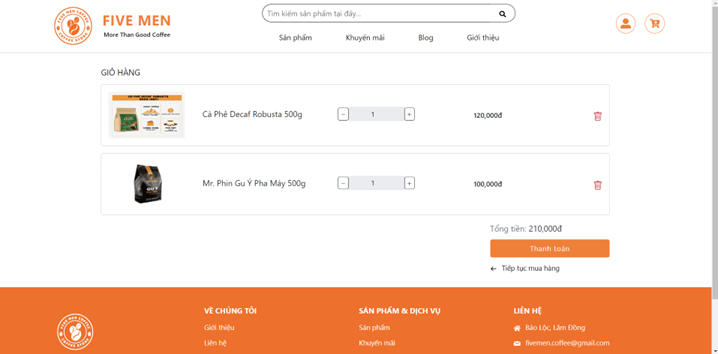 FIVE MEN
More Than Good Coffee
Tìm kiếm sản phẩm tại đây...
Sản phẩm Khuyến mãi Blog Giới thiệu
GIỎ HÀNG
Cà Phê Decaf Robusta 500g - 1 + 120,000đ
Mr. Phin Gu Ý Pha Máy 500g - 1 + 100,000đ
Tổng tiền: 210,000đ
Thanh toán
← Tiếp tục mua hàng
VỀ CHÚNG TÔI SẢN PHẨM & DỊCH VỤ LIÊN HỆ
Giới thiệu Sản phẩm Bảo Lộc, Lâm Đồng
Liên hệ Khuyến mãi fivemen.coffee@gmail.com